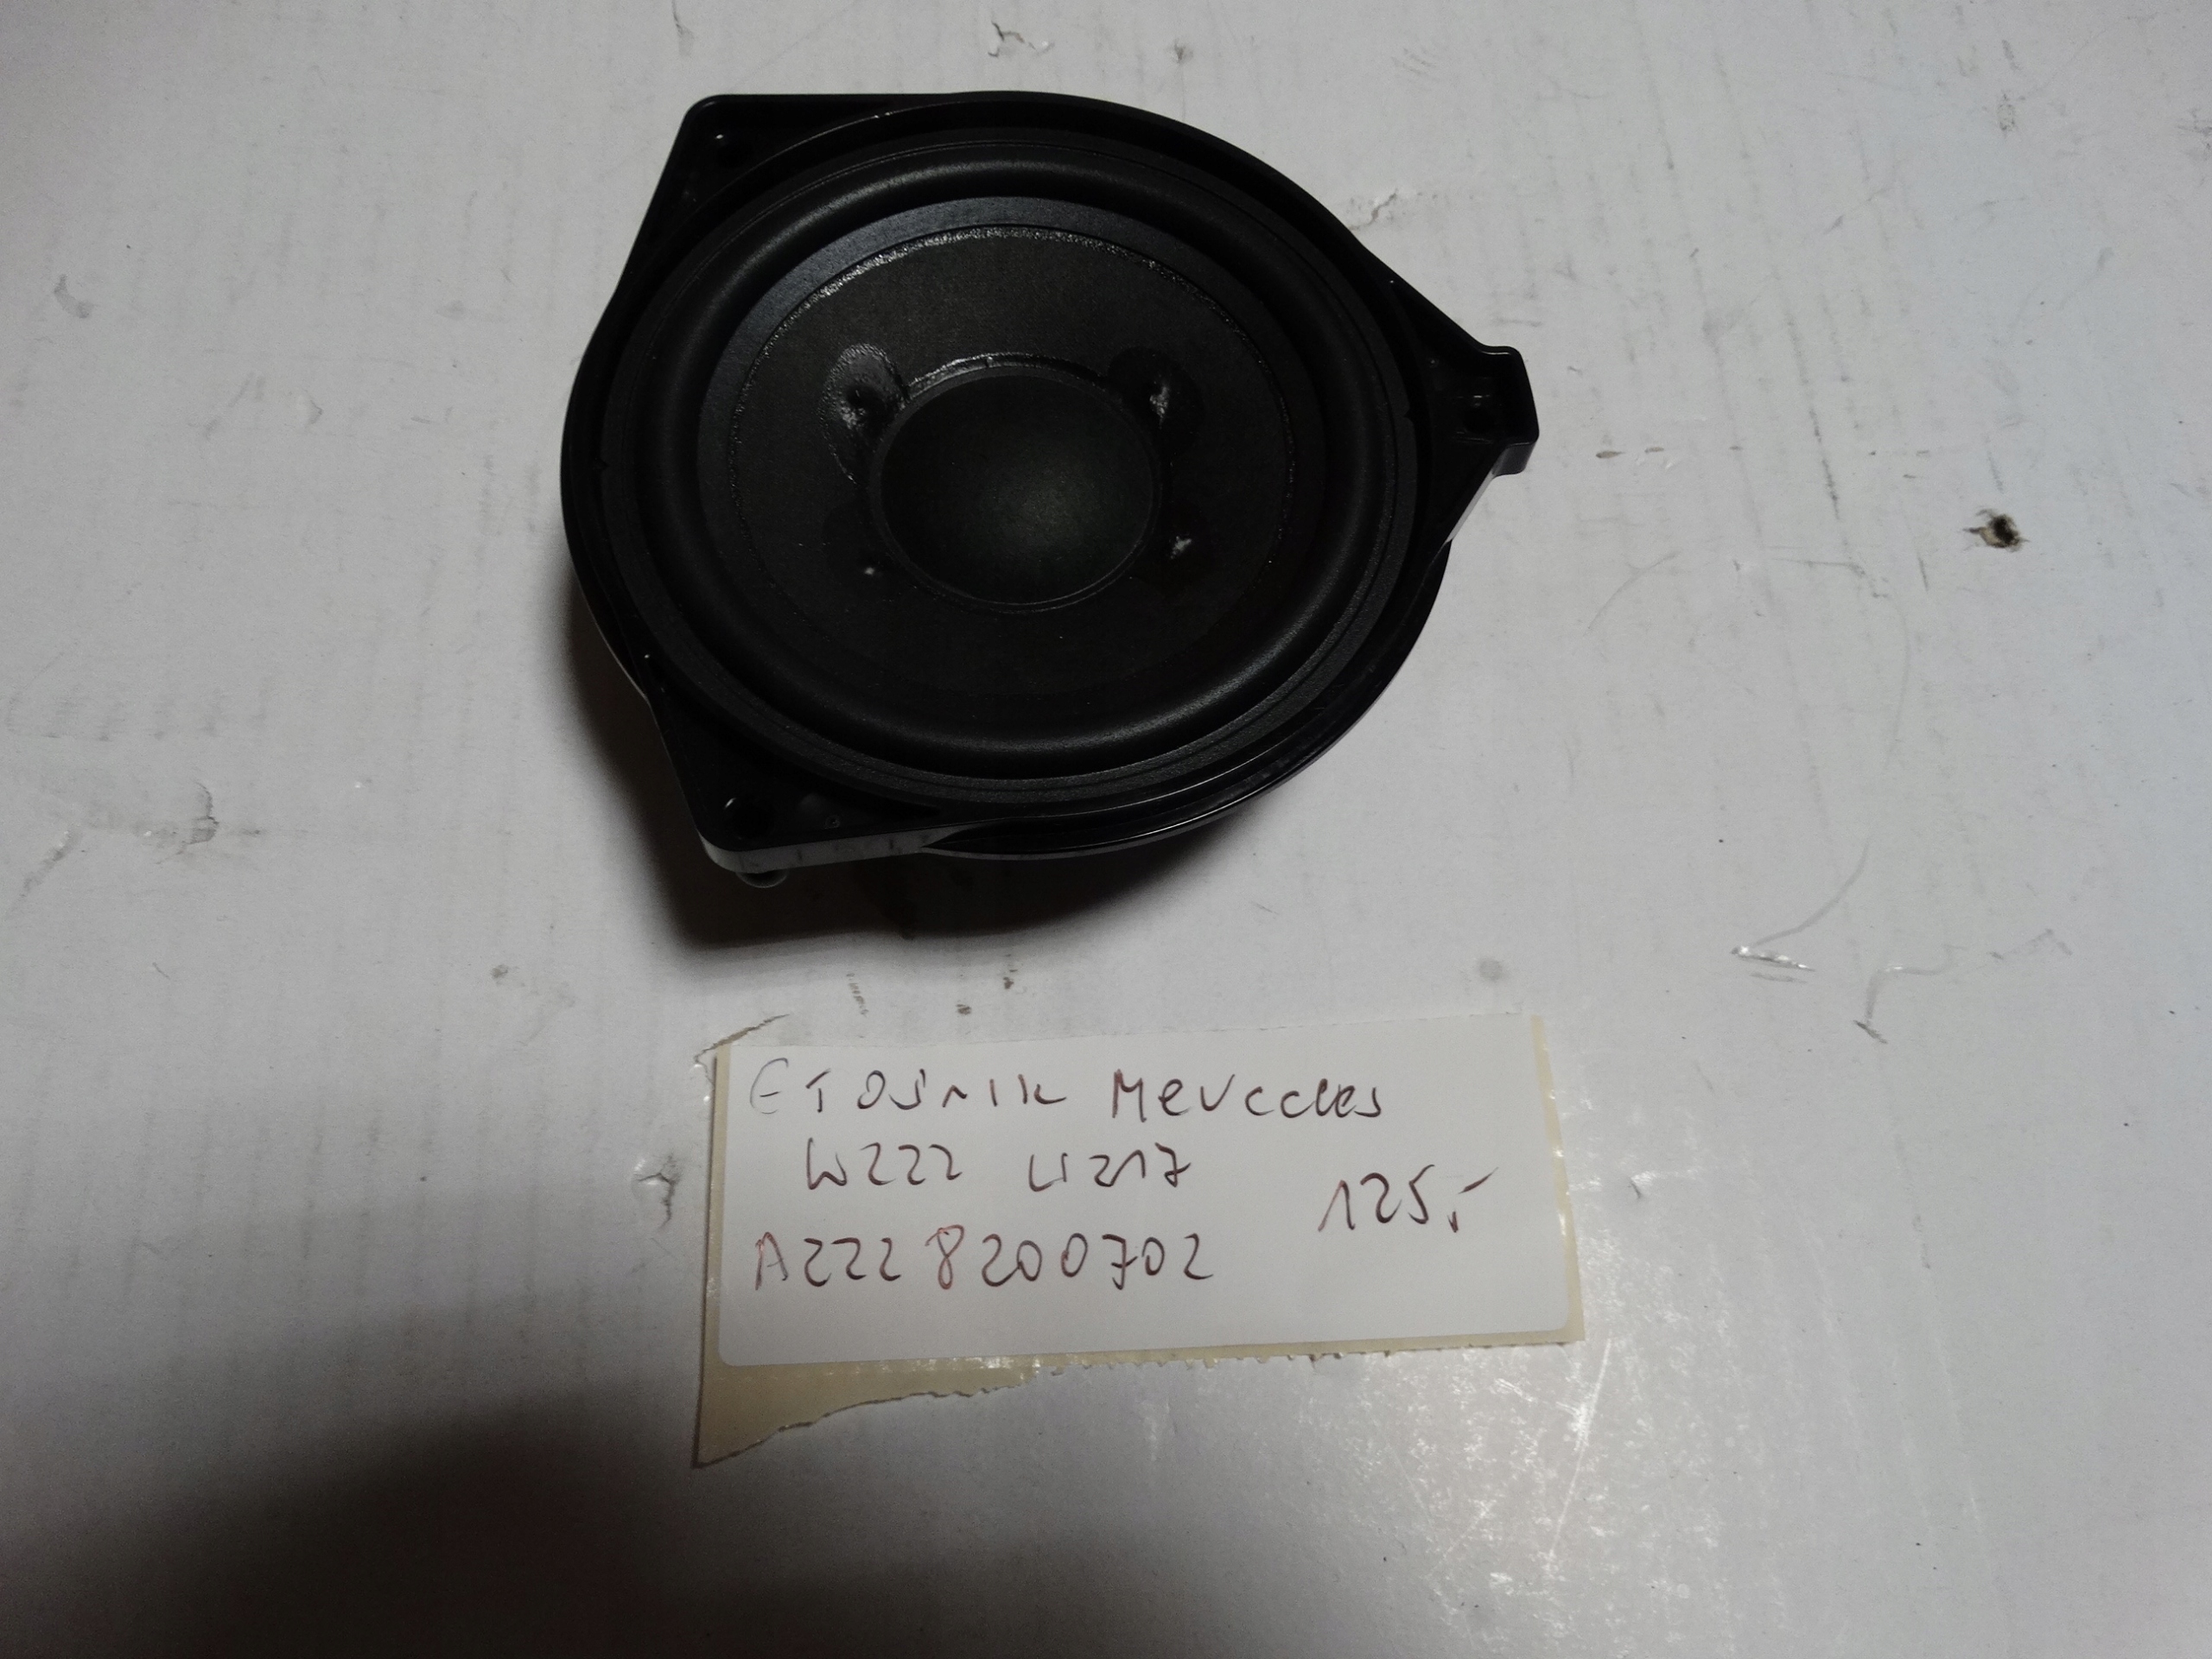 GŁOŚNIK Mercedes
W222 W217
125,-
A2228200702